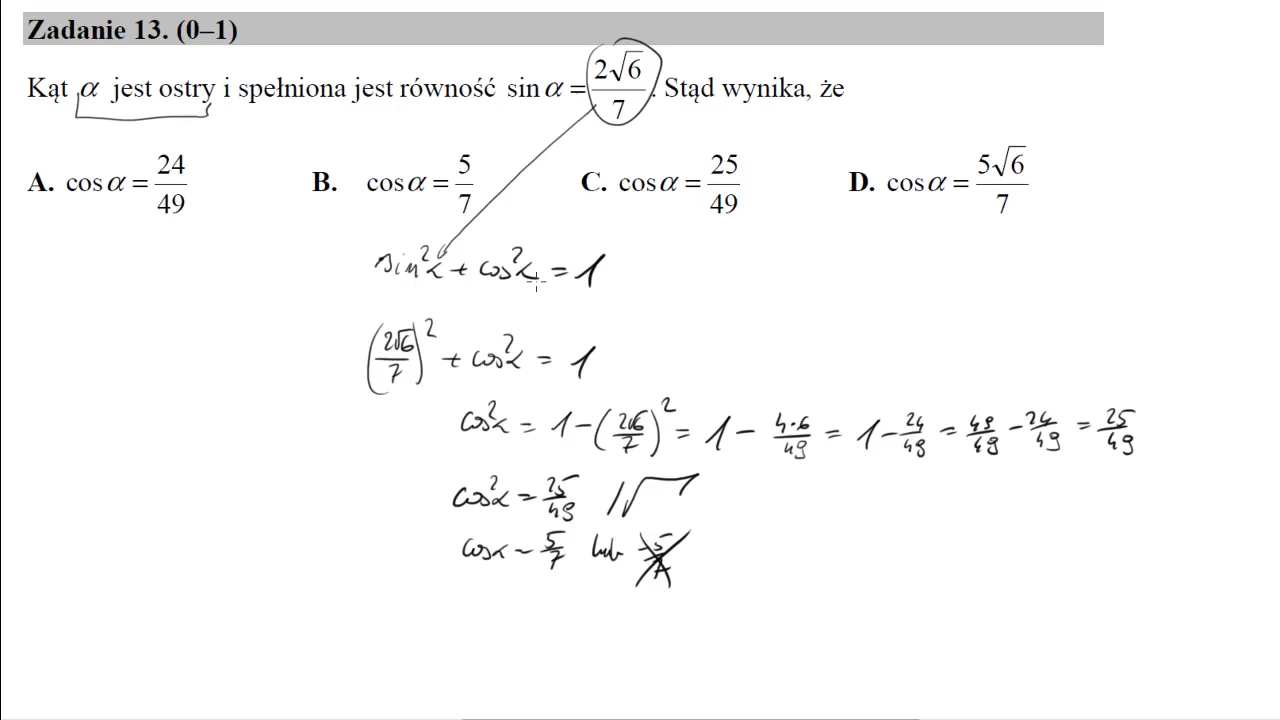 Zadanie 13. (0–1)
Kąt α jest ostry i spełniona jest równość sin α = 2√6/7. Stąd wynika, że
A. cos α = 24/49 B. cos α = 5/7 C. cos α = 25/49 D. cos α = 5√6/7
sin²α + cos²α = 1
(2√6/7)² + cos²α = 1
cos²α = 1 − (2√6/7)² = 1 − 4·6/49 = 1 − 24/49 = 49/49 − 24/49 = 25/49
cos²α = 25/49 /√
cosα = 5/7 lub −5/7